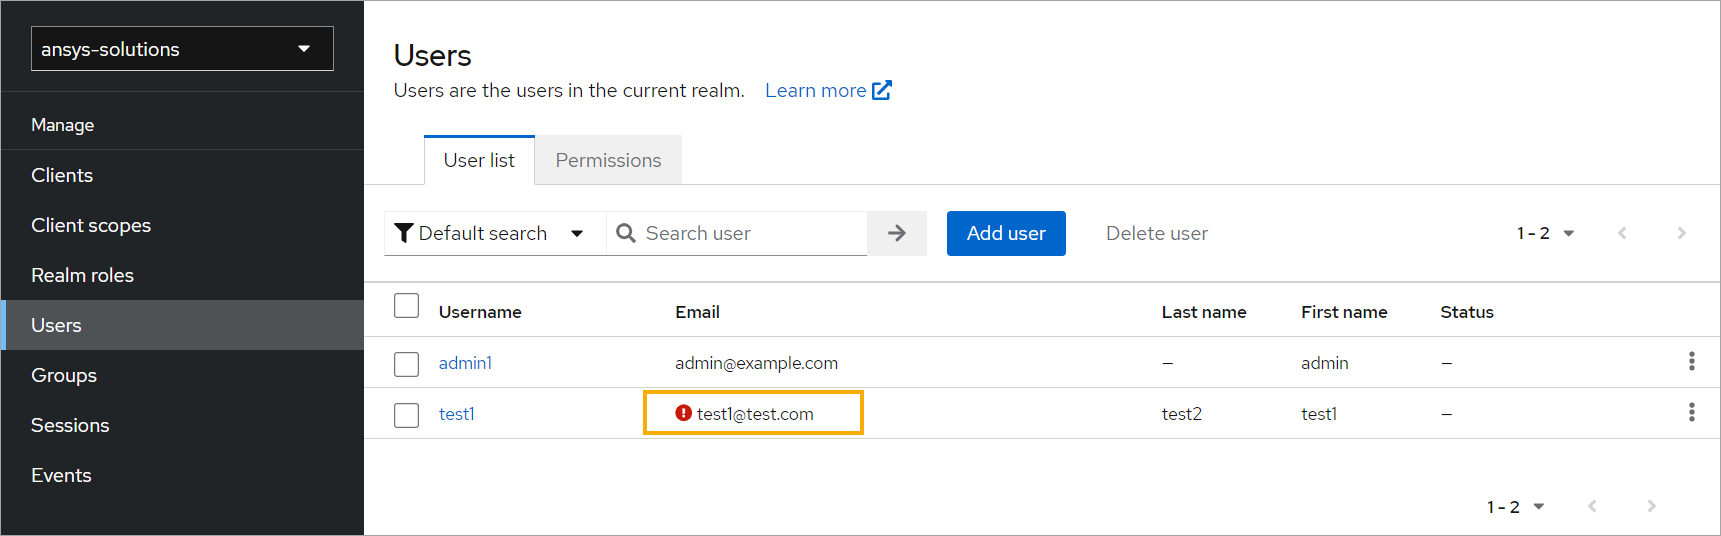 ansys-solutions
Manage
Clients
Client scopes
Realm roles
Users
Groups
Sessions
Events
Users
Users are the users in the current realm. Learn more
User list Permissions
Default search Search user Add user Delete user 1 - 2
Username Email Last name First name Status
admin1 admin@example.com – admin –
test1 test1@test.com test2 test1 –
1 - 2